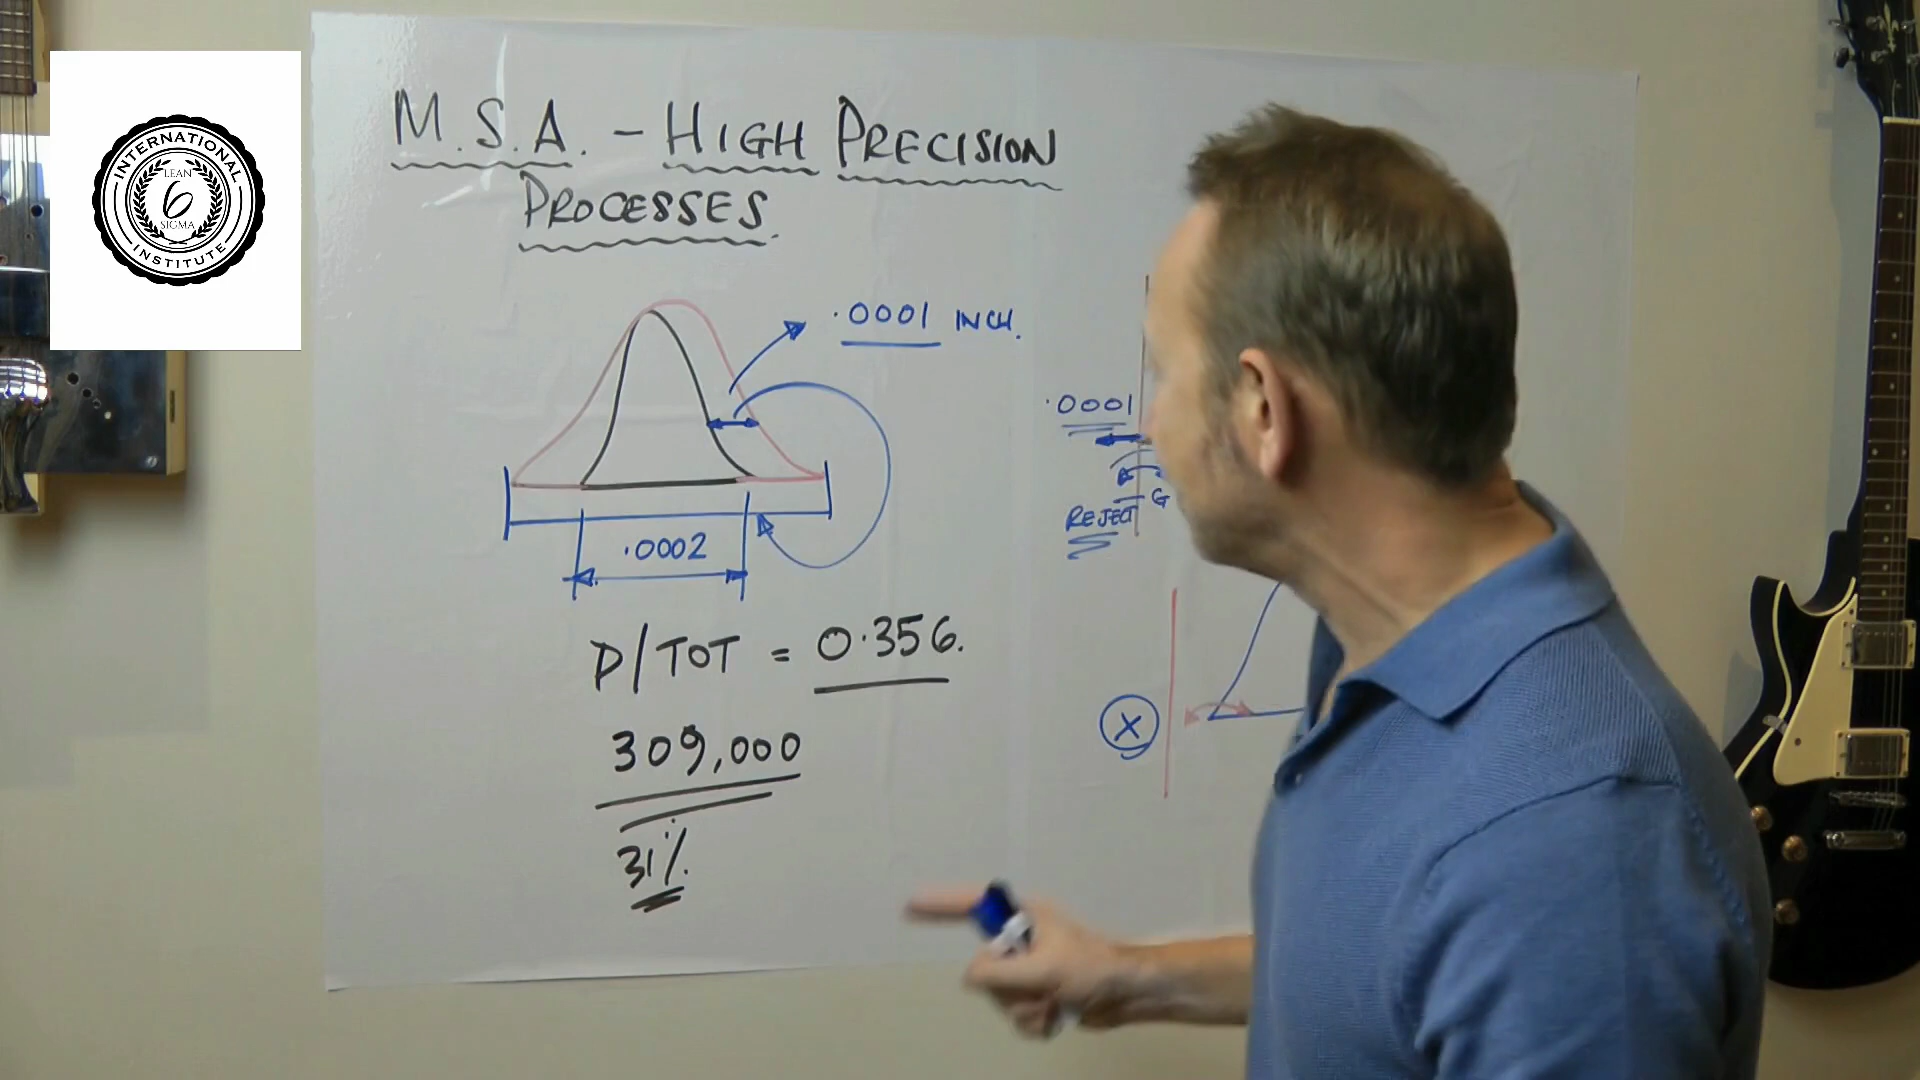 INTERNATIONAL
LEAN
6
SIGMA
INSTITUTE
M.S.A. - HIGH PRECISION
PROCESSES.
.0001 INCH.
.0002
P/TOT = 0.356.
309,000
31%.
.0001
G
REJECT
X